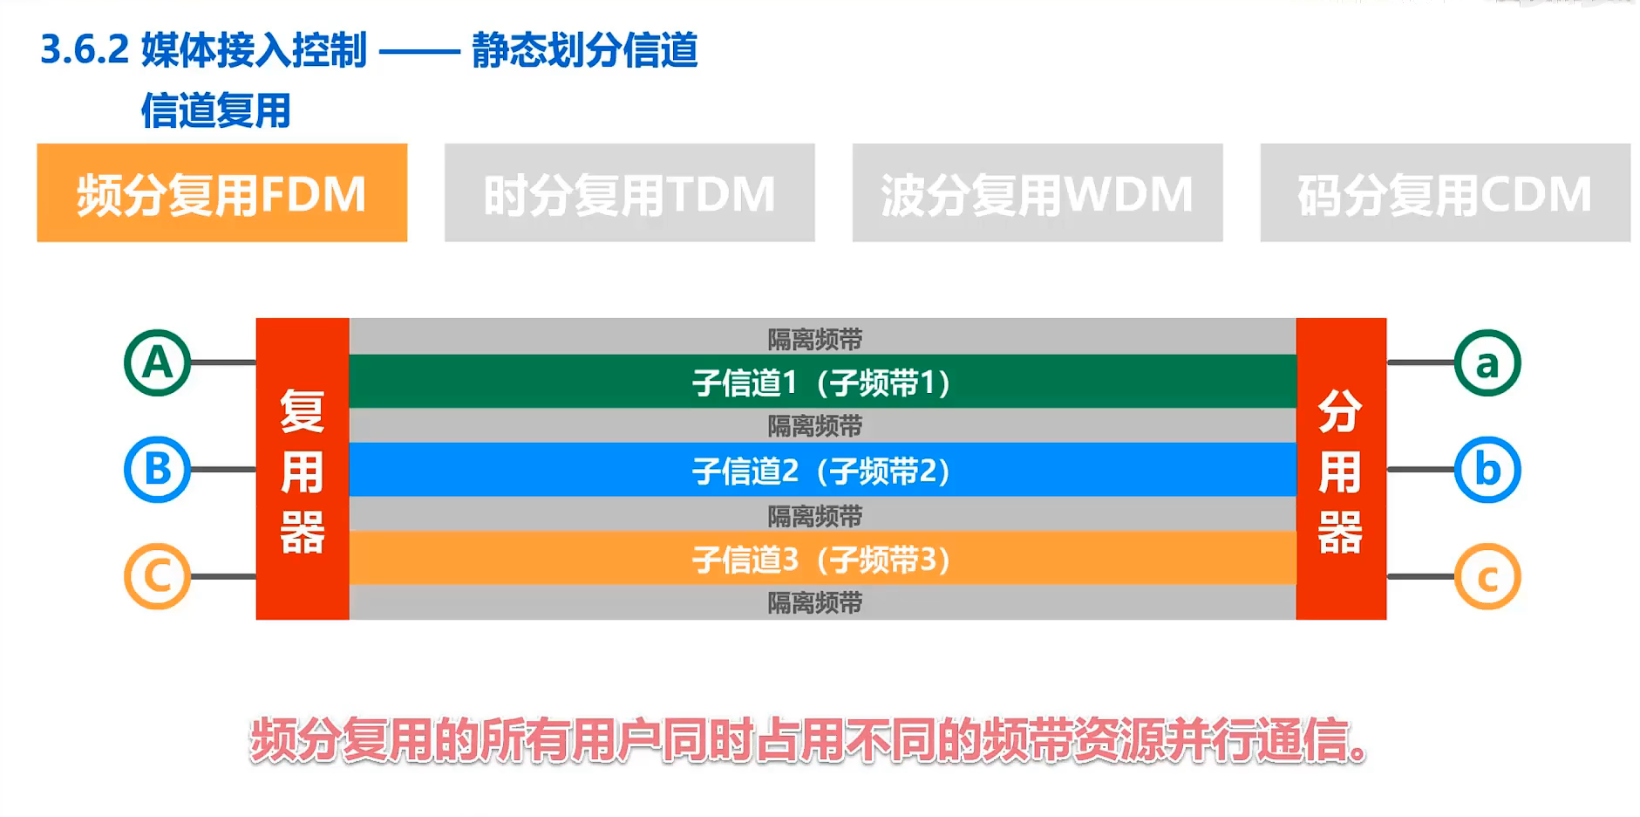 3.6.2 媒体接入控制 —— 静态划分信道
信道复用
频分复用FDM
时分复用TDM
波分复用WDM
码分复用CDM
隔离频带
子信道1（子频带1）
隔离频带
子信道2（子频带2）
隔离频带
子信道3（子频带3）
隔离频带
A
B
C
复用器
分用器
a
b
c
频分复用的所有用户同时占用不同的频带资源并行通信。